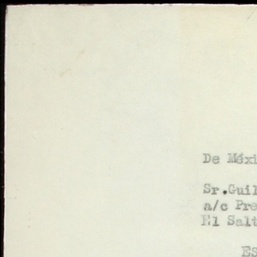 De Méxi
Sr.Guil
a/c Pre
El Salt
Es